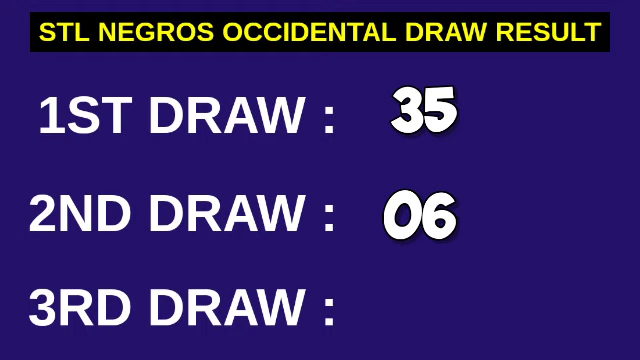 STL NEGROS OCCIDENTAL DRAW RESULT
1ST DRAW : 35
2ND DRAW : 06
3RD DRAW :